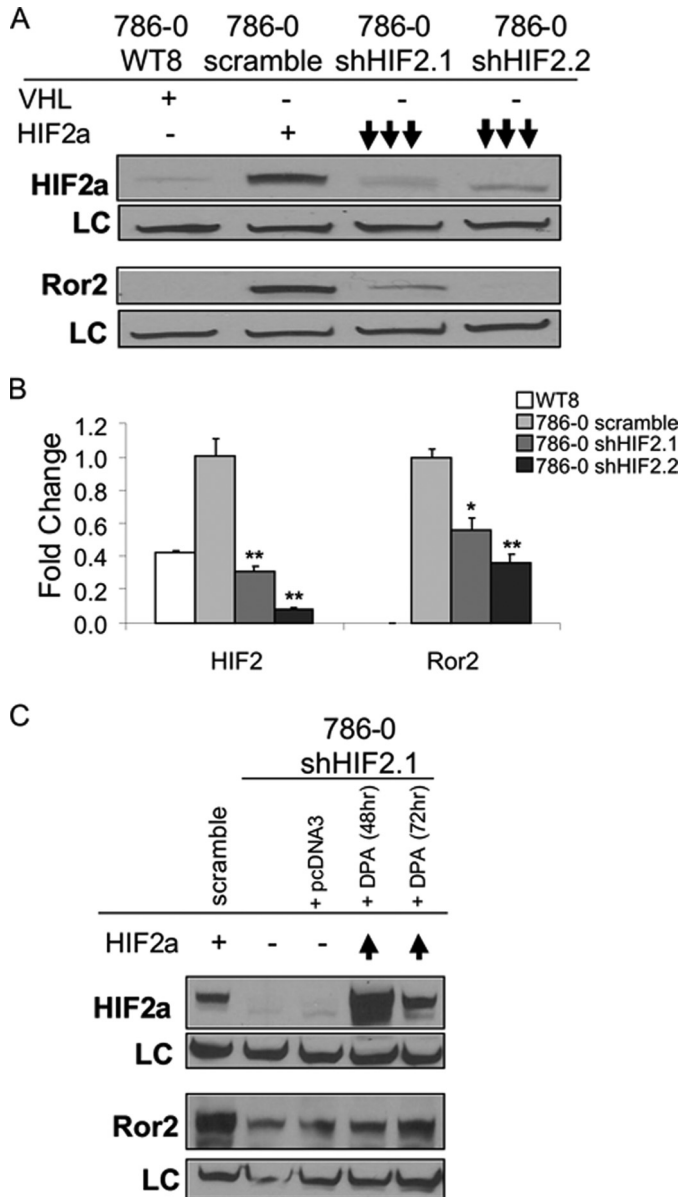 A
786-0 786-0 786-0 786-0
WT8 scramble shHIF2.1 shHIF2.2
VHL + - - -
HIF2a - +
HIF2a
LC
Ror2
LC
B
WT8
786-0 scramble
786-0 shHIF2.1
786-0 shHIF2.2
Fold Change
1.2
1.0
0.8
0.6
0.4
0.2
0.0
** ** * **
HIF2 Ror2
C
786-0
shHIF2.1
scramble
+ pcDNA3
+ DPA (48hr)
+ DPA (72hr)
HIF2a + - -
HIF2a
LC
Ror2
LC